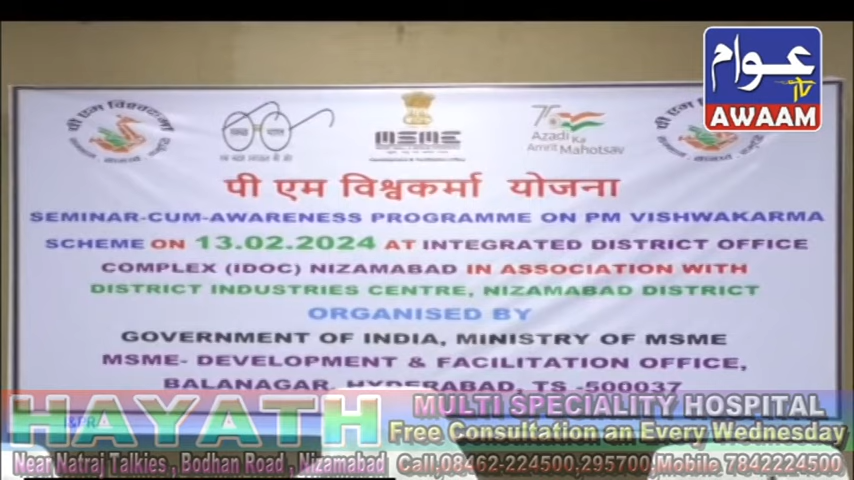 عوام
TV
AWAAM
पी एम विश्वकर्मा
स्वच्छ भारत
MSME
75
Azadi Ka
Amrit Mahotsav
पी एम विश्वकर्मा योजना
SEMINAR-CUM-AWARENESS PROGRAMME ON PM VISHWAKARMA
SCHEME ON 13.02.2024 AT INTEGRATED DISTRICT OFFICE
COMPLEX (IDOC) NIZAMABAD IN ASSOCIATION WITH
DISTRICT INDUSTRIES CENTRE, NIZAMABAD DISTRICT
ORGANISED BY
GOVERNMENT OF INDIA, MINISTRY OF MSME
MSME- DEVELOPMENT & FACILITATION OFFICE,
BALANAGAR, HYDERABAD, TS -500037
I&PR
HAYATH MULTI SPECIALITY HOSPITAL
Free Consultation an Every Wednesday
Near Natraj Talkies , Bodhan Road , Nizamabad Call,08462-224500,295700,Mobile 7842224500